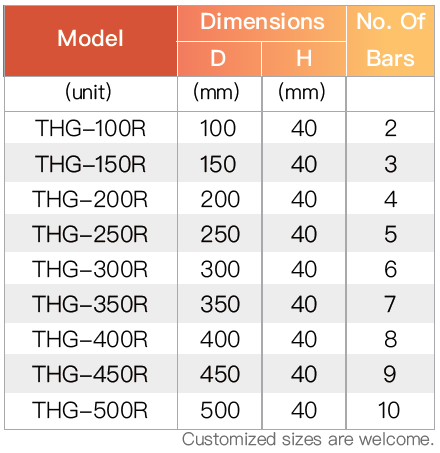 Model Dimensions No. Of
D H Bars
(unit) (mm) (mm)
THG-100R 100 40 2
THG-150R 150 40 3
THG-200R 200 40 4
THG-250R 250 40 5
THG-300R 300 40 6
THG-350R 350 40 7
THG-400R 400 40 8
THG-450R 450 40 9
THG-500R 500 40 10
Customized sizes are welcome.